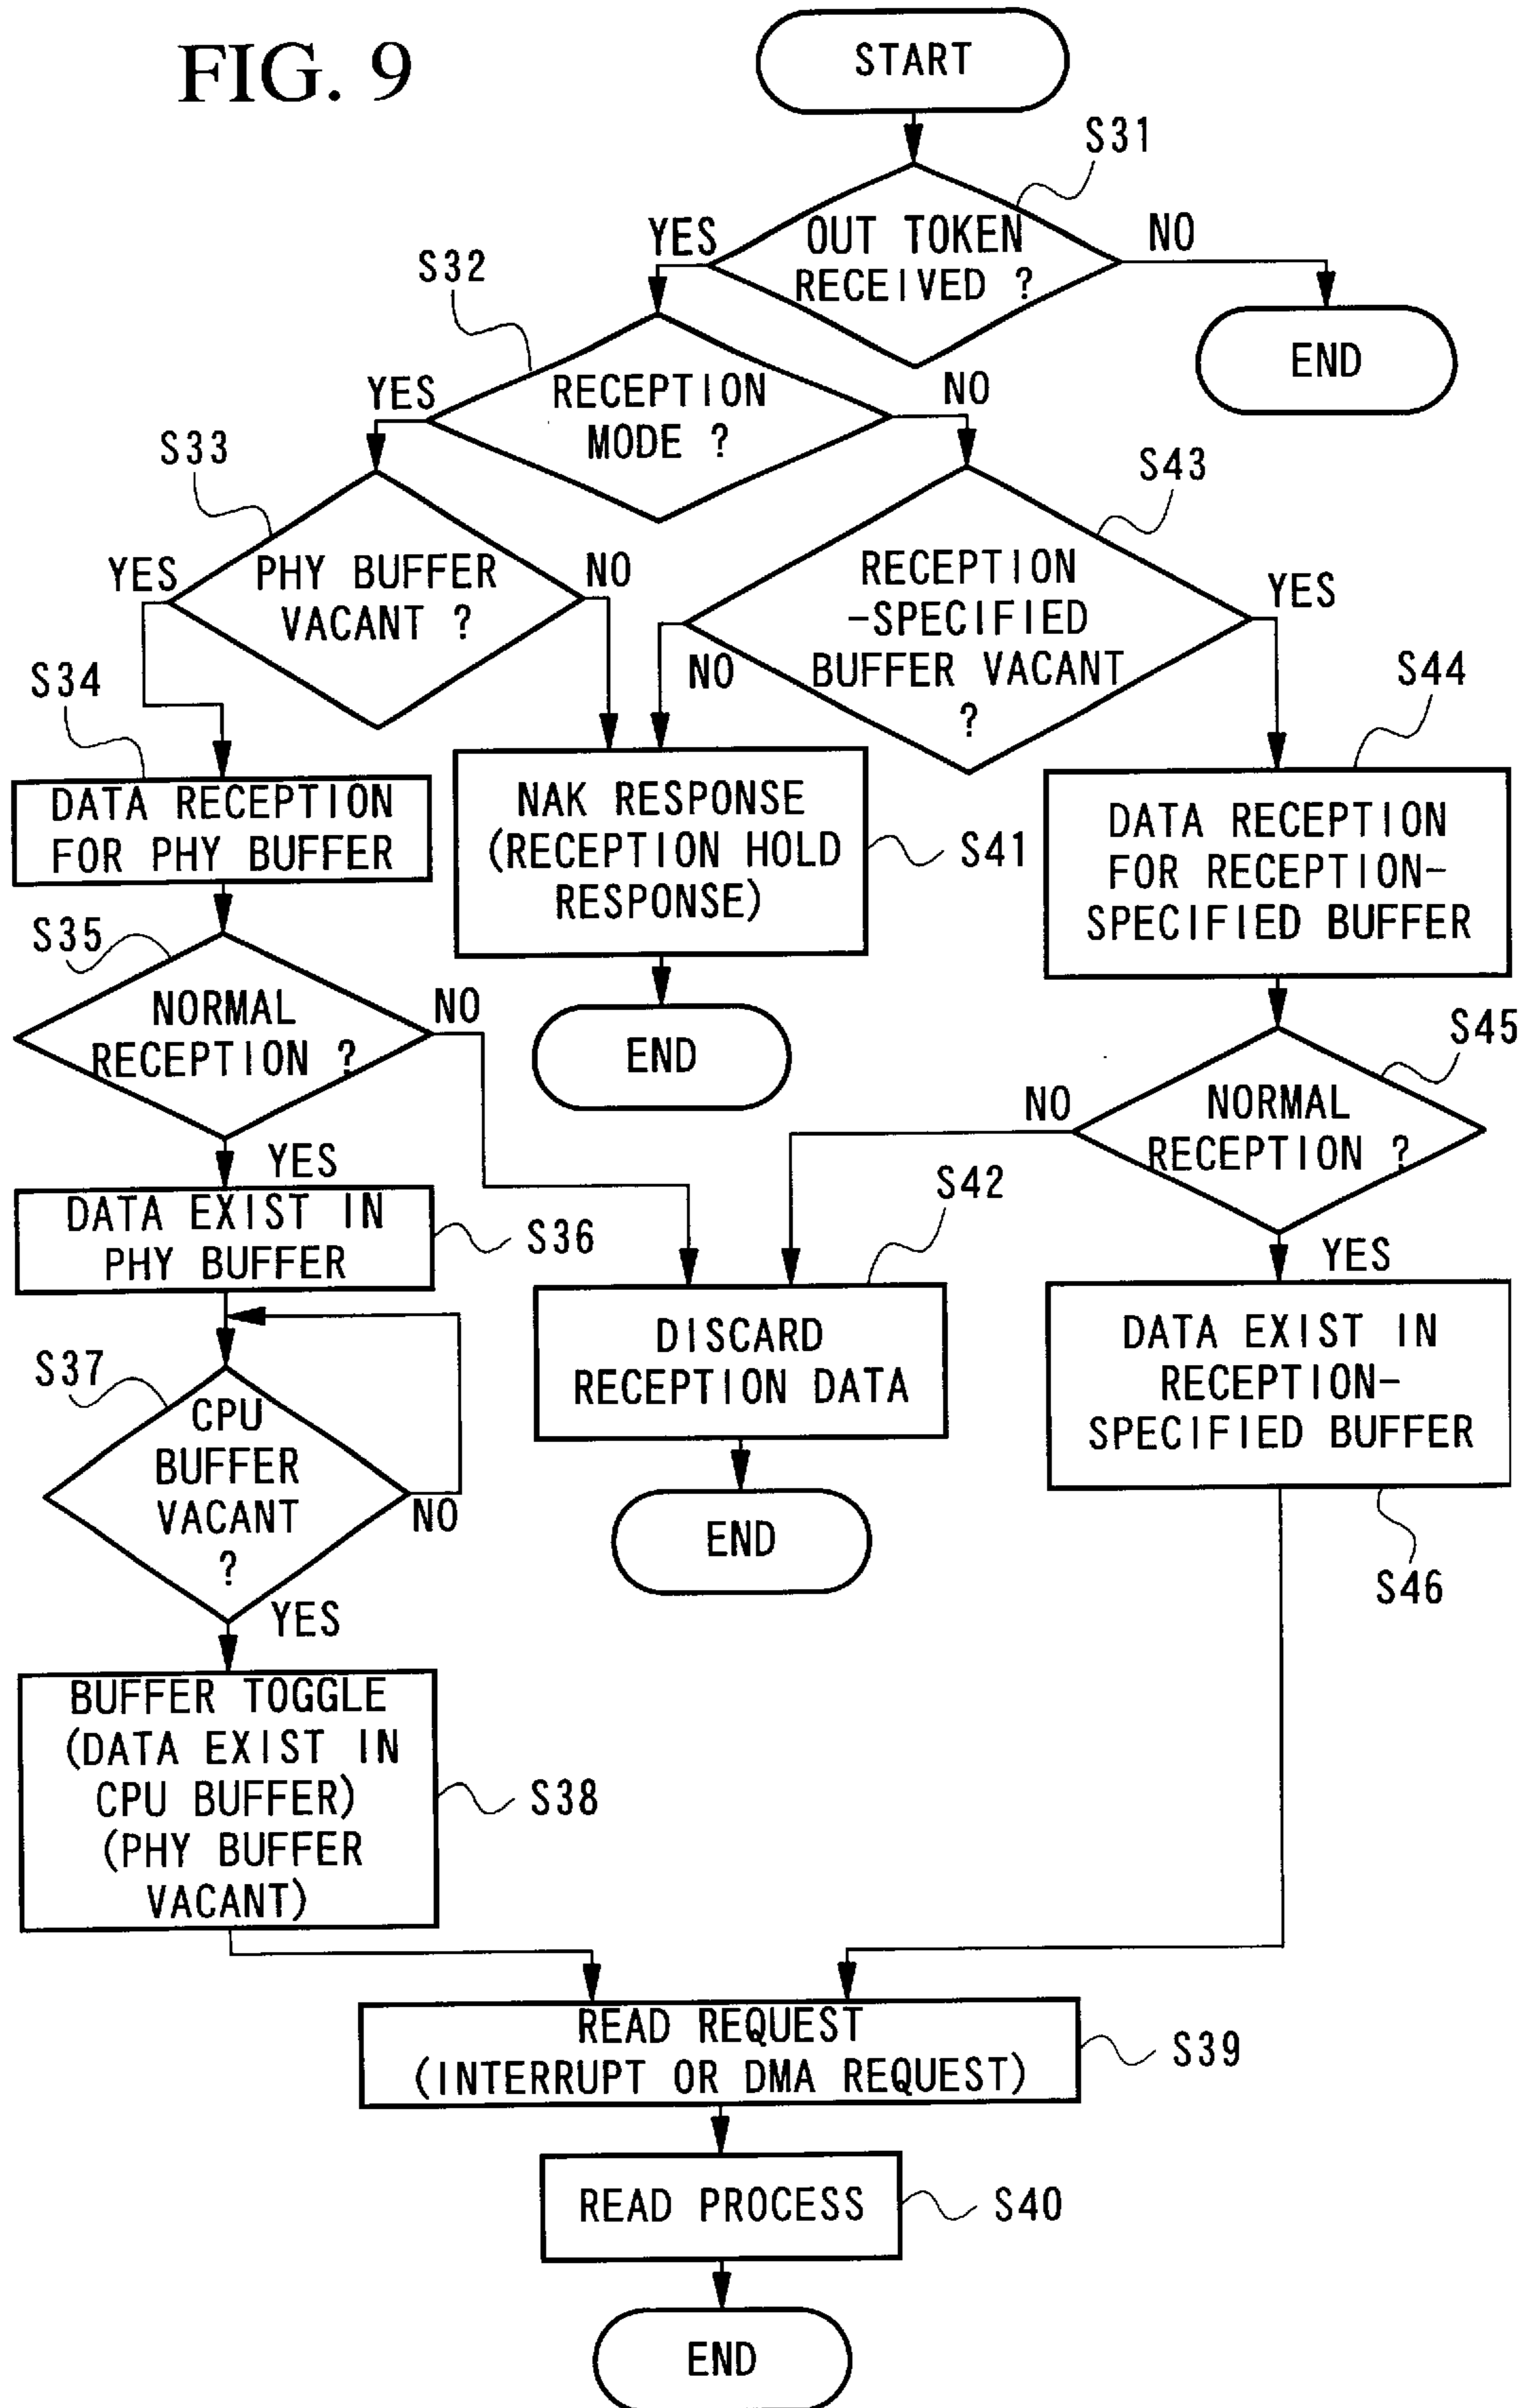 FIG. 9
START
S31
OUT TOKEN
RECEIVED ?
YES
NO
END
S32
RECEPTION
MODE ?
YES
NO
S33
PHY BUFFER
VACANT ?
YES
NO
S43
RECEPTION
-SPECIFIED
BUFFER VACANT
?
NO
YES
S34
DATA RECEPTION
FOR PHY BUFFER
NAK RESPONSE
(RECEPTION HOLD
RESPONSE)
S41
END
S44
DATA RECEPTION
FOR RECEPTION-
SPECIFIED BUFFER
S35
NORMAL
RECEPTION ?
NO
YES
S45
NORMAL
RECEPTION ?
NO
YES
DATA EXIST IN
PHY BUFFER
S36
S42
DISCARD
RECEPTION DATA
END
DATA EXIST IN
RECEPTION-
SPECIFIED BUFFER
S46
S37
CPU
BUFFER
VACANT
?
NO
YES
BUFFER TOGGLE
(DATA EXIST IN
CPU BUFFER)
(PHY BUFFER
VACANT)
S38
READ REQUEST
(INTERRUPT OR DMA REQUEST)
S39
READ PROCESS
S40
END